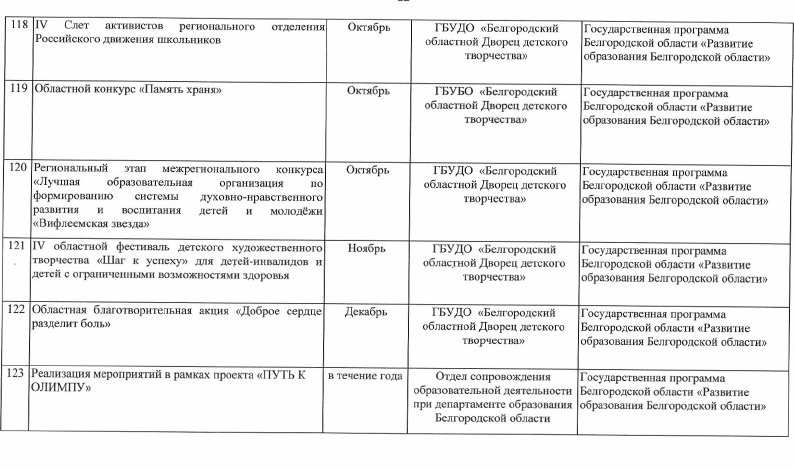 118
IV Слет активистов регионального отделения
Российского движения школьников
Октябрь
ГБУДО «Белгородский
областной Дворец детского
творчества»
Государственная программа
Белгородской области «Развитие
образования Белгородской области»
119
Областной конкурс «Память храня»
Октябрь
ГБУБО «Белгородский
областной Дворец детского
творчества»
Государственная программа
Белгородской области «Развитие
образования Белгородской области»
120
Региональный этап межрегионального конкурса
«Лучшая образовательная организация по
формированию системы духовно-нравственного
развития и воспитания детей и молодёжи
«Вифлеемская звезда»
Октябрь
ГБУДО «Белгородский
областной Дворец детского
творчества»
Государственная программа
Белгородской области «Развитие
образования Белгородской области»
121
IV областной фестиваль детского художественного
творчества «Шаг к успеху» для детей-инвалидов и
детей с ограниченными возможностями здоровья
Ноябрь
ГБУДО «Белгородский
областной Дворец детского
творчества»
Государственная программа
Белгородской области «Развитие
образования Белгородской области»
122
Областная благотворительная акция «Доброе сердце
разделит боль»
Декабрь
ГБУДО «Белгородский
областной Дворец детского
творчества»
Государственная программа
Белгородской области «Развитие
образования Белгородской области»
123
Реализация мероприятий в рамках проекта «ПУТЬ К
ОЛИМПУ»
в течение года
Отдел сопровождения
образовательной деятельности
при департаменте образования
Белгородской области
Государственная программа
Белгородской области «Развитие
образования Белгородской области»